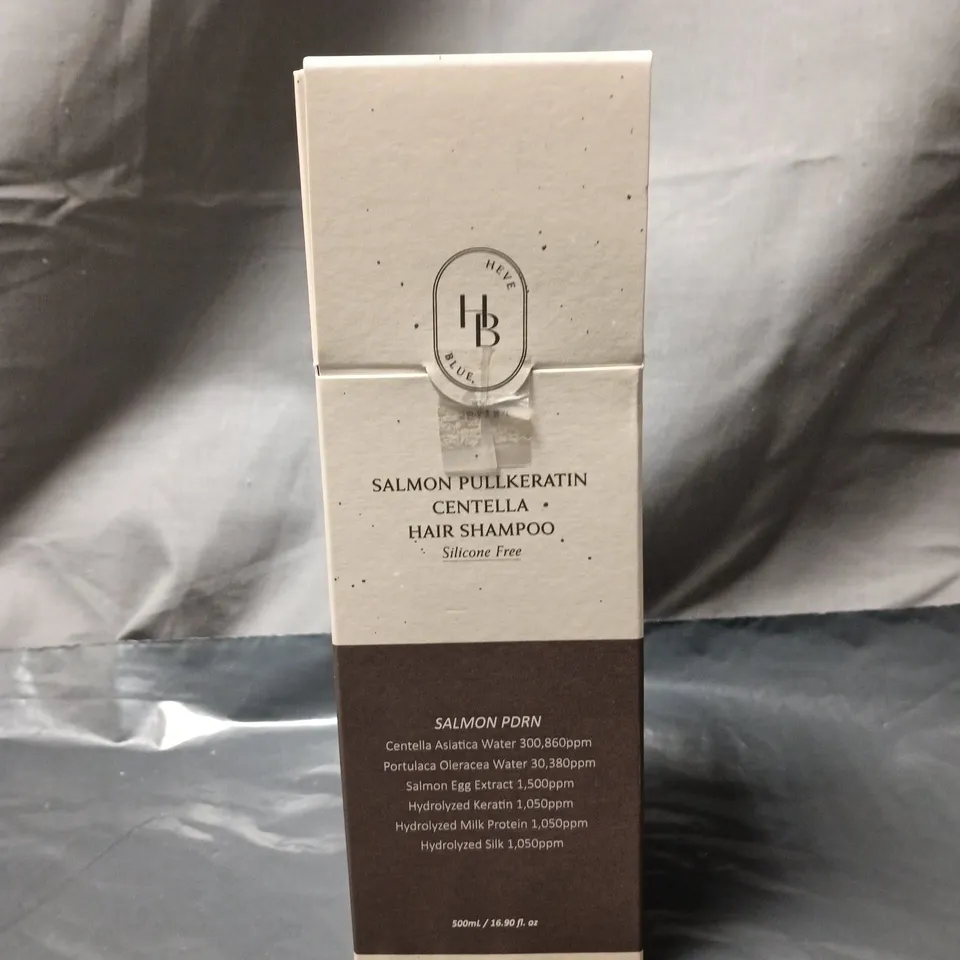 HEVE
HB
BLUE.
SALMON PULLKERATIN
CENTELLA
HAIR SHAMPOO
Silicone Free
SALMON PDRN
Centella Asiatica Water 300,860ppm
Portulaca Oleracea Water 30,380ppm
Salmon Egg Extract 1,500ppm
Hydrolyzed Keratin 1,050ppm
Hydrolyzed Milk Protein 1,050ppm
Hydrolyzed Silk 1,050ppm
500mL / 16.90 fl. oz